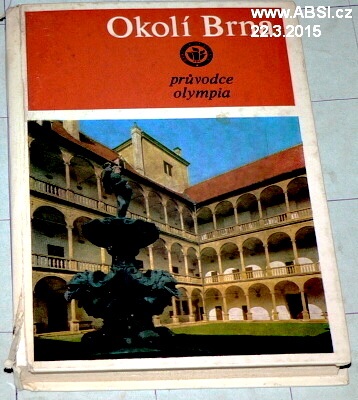 www.ABSI.cz
22.3.2015
Okolí Brna
průvodce
olympia